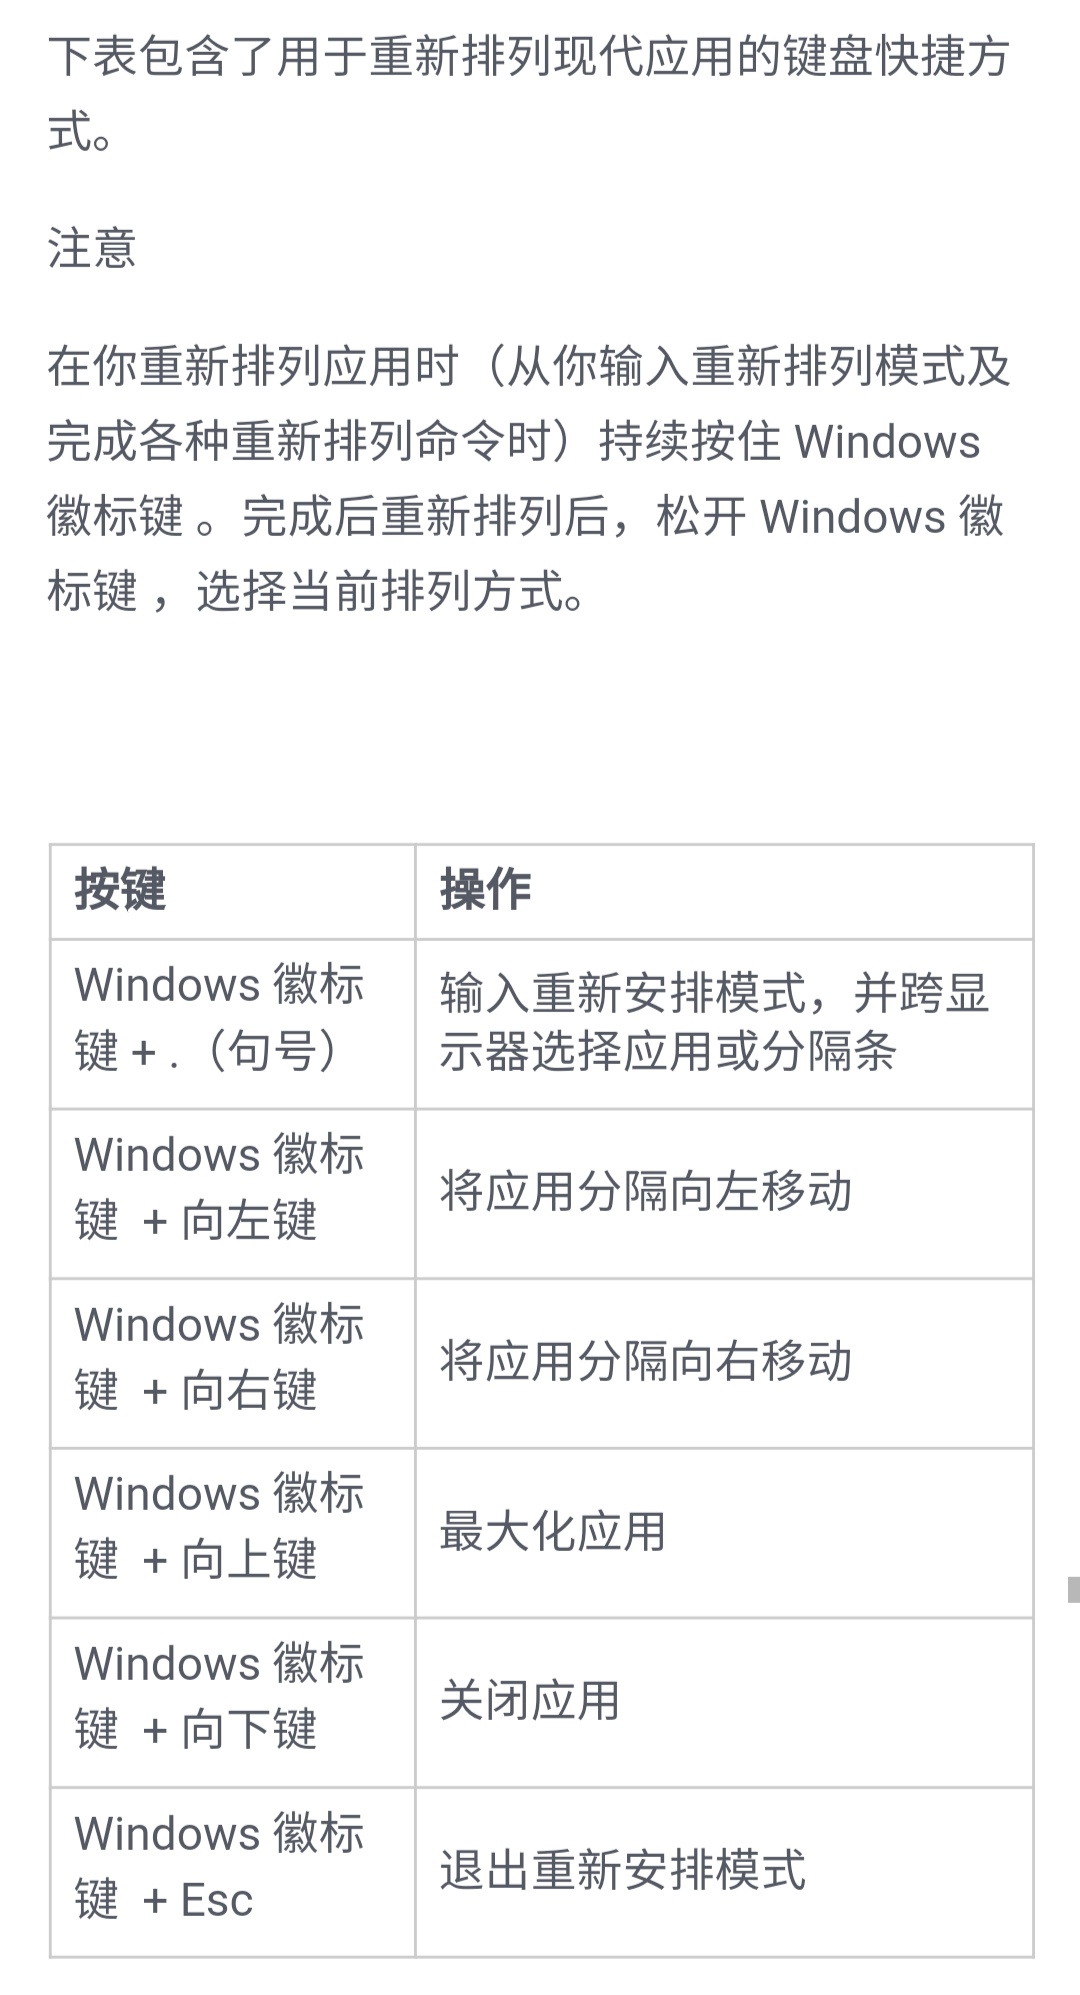 下表包含了用于重新排列现代应用的键盘快捷方
式。
注意
在你重新排列应用时（从你输入重新排列模式及
完成各种重新排列命令时）持续按住 Windows
徽标键 。完成后重新排列后，松开 Windows 徽
标键 ，选择当前排列方式。
按键
操作
Windows 徽标
键 + .（句号）
输入重新安排模式，并跨显
示器选择应用或分隔条
Windows 徽标
键 + 向左键
将应用分隔向左移动
Windows 徽标
键 + 向右键
将应用分隔向右移动
Windows 徽标
键 + 向上键
最大化应用
Windows 徽标
键 + 向下键
关闭应用
Windows 徽标
键 + Esc
退出重新安排模式